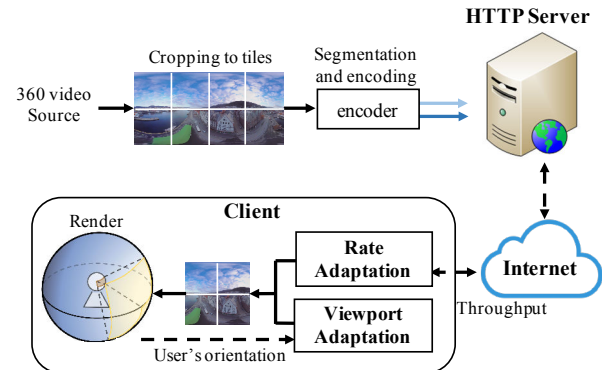 HTTP Server
Cropping to tiles
Segmentation
and encoding
360 video
Source
encoder
Client
Render
Rate
Adaptation
Internet
Throughput
Viewport
Adaptation
User's orientation